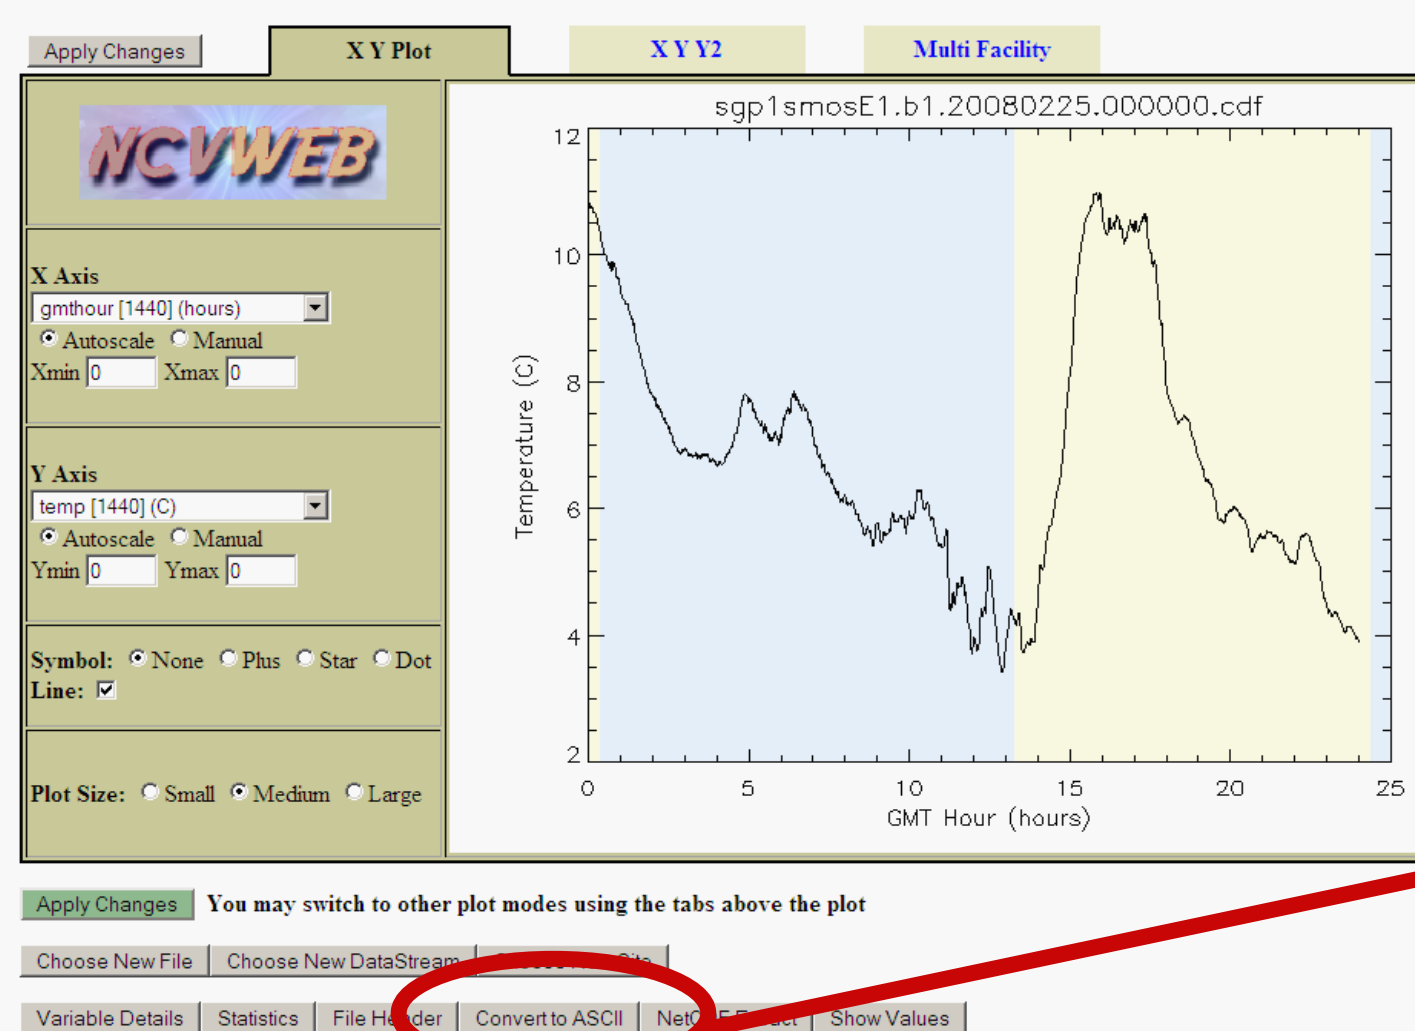 Apply Changes X Y Plot X Y Y2 Multi Facility
NCVWEB
sgp1smosE1.b1.20080225.000000.cdf
12
10
8
6
4
2
Temperature (C)
0 5 10 15 20 25
GMT Hour (hours)
X Axis
gmthour [1440] (hours)
Autoscale Manual
Xmin 0 Xmax 0
Y Axis
temp [1440] (C)
Autoscale Manual
Ymin 0 Ymax 0
Symbol: None Plus Star Dot
Line:
Plot Size: Small Medium Large
Apply Changes You may switch to other plot modes using the tabs above the plot
Choose New File Choose New DataStream
Variable Details Statistics File Header Convert to ASCII Show Values